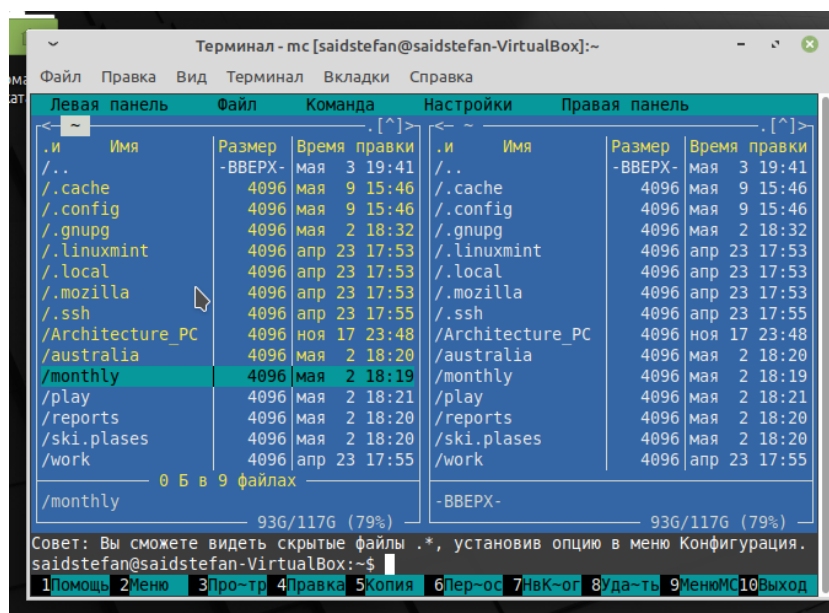 Терминал - mc [saidstefan@saidstefan-VirtualBox]:~
Файл Правка Вид Терминал Вкладки Справка
Левая панель Файл Команда Настройки Правая панель
<- ~ .[^]> <- ~ .[^]>
.и Имя Размер Время правки .и Имя Размер Время правки
/.. -ВВЕРХ- мая 3 19:41 /.. -ВВЕРХ- мая 3 19:41
/.cache 4096 мая 9 15:46 /.cache 4096 мая 9 15:46
/.config 4096 мая 9 15:46 /.config 4096 мая 9 15:46
/.gnupg 4096 мая 2 18:32 /.gnupg 4096 мая 2 18:32
/.linuxmint 4096 апр 23 17:53 /.linuxmint 4096 апр 23 17:53
/.local 4096 апр 23 17:53 /.local 4096 апр 23 17:53
/.mozilla 4096 апр 23 17:53 /.mozilla 4096 апр 23 17:53
/.ssh 4096 апр 23 17:55 /.ssh 4096 апр 23 17:55
/Architecture_PC 4096 ноя 17 23:48 /Architecture_PC 4096 ноя 17 23:48
/australia 4096 мая 2 18:20 /australia 4096 мая 2 18:20
/monthly 4096 мая 2 18:19 /monthly 4096 мая 2 18:19
/play 4096 мая 2 18:21 /play 4096 мая 2 18:21
/reports 4096 мая 2 18:20 /reports 4096 мая 2 18:20
/ski.plases 4096 мая 2 18:20 /ski.plases 4096 мая 2 18:20
/work 4096 апр 23 17:55 /work 4096 апр 23 17:55
0 Б в 9 файлах
/monthly -ВВЕРХ-
93G/117G (79%) 93G/117G (79%)
Совет: Вы сможете видеть скрытые файлы .*, установив опцию в меню Конфигурация.
saidstefan@saidstefan-VirtualBox:~$
1Помощь 2Меню 3Про~тр 4Правка 5Копия 6Пер~ос 7НвК~ог 8Уда~ть 9МенюМС 10Выход